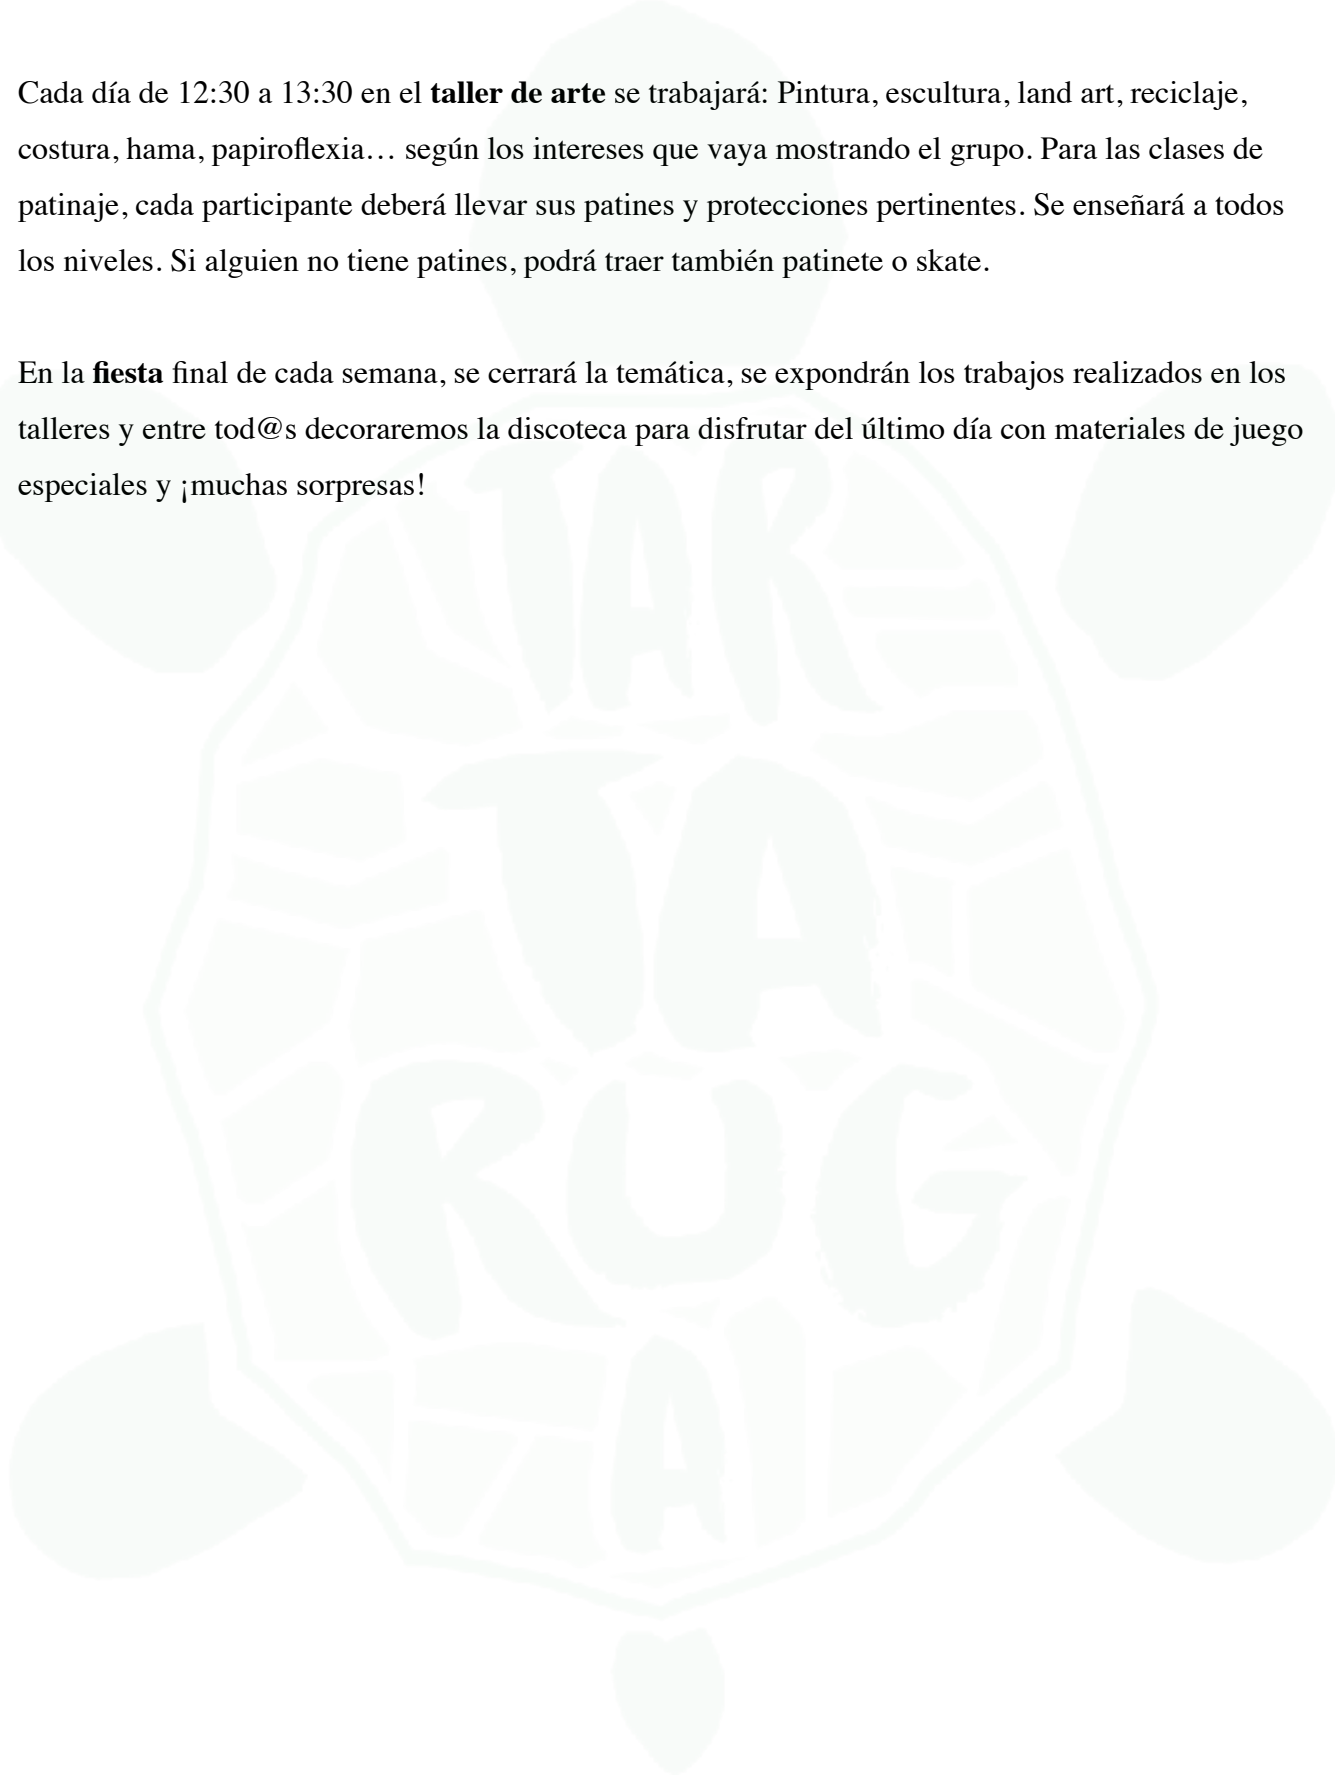 Cada día de 12:30 a 13:30 en el taller de arte se trabajará: Pintura, escultura, land art, reciclaje,
costura, hama, papiroflexia… según los intereses que vaya mostrando el grupo. Para las clases de
patinaje, cada participante deberá llevar sus patines y protecciones pertinentes. Se enseñará a todos
los niveles. Si alguien no tiene patines, podrá traer también patinete o skate.
En la fiesta final de cada semana, se cerrará la temática, se expondrán los trabajos realizados en los
talleres y entre tod@s decoraremos la discoteca para disfrutar del último día con materiales de juego
especiales y ¡muchas sorpresas!
TAR
TA
RUG
A